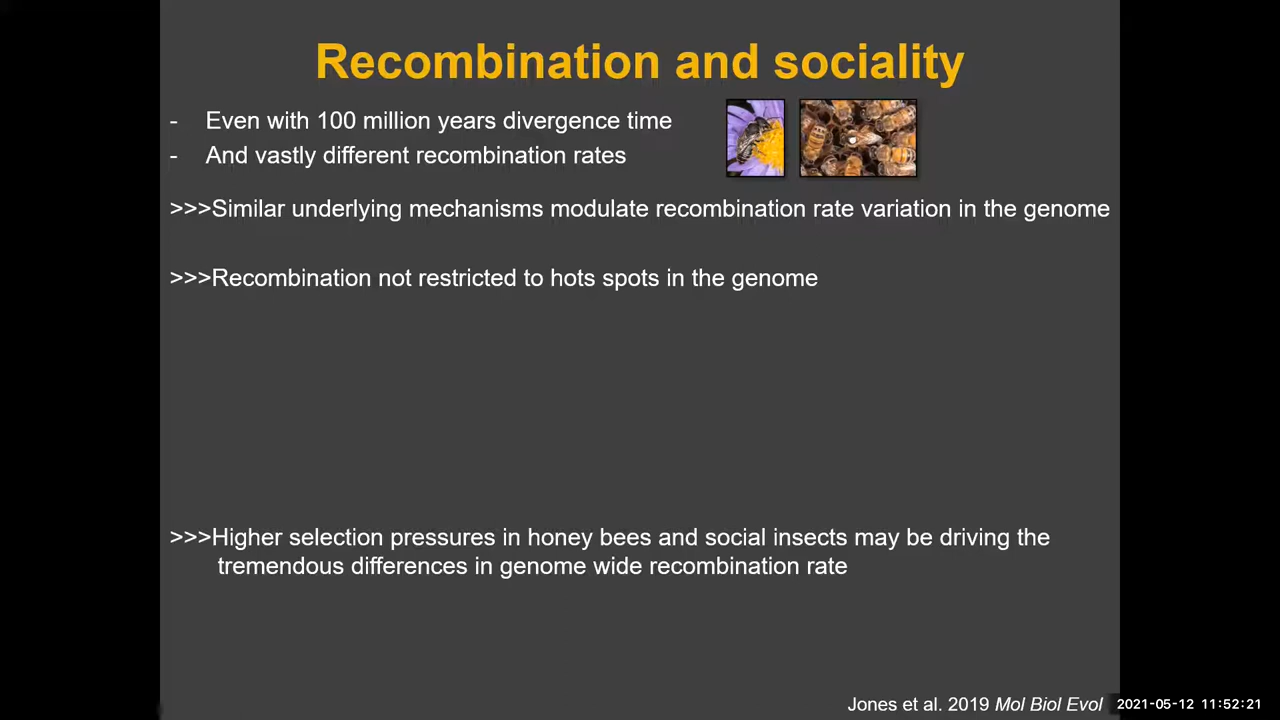 Recombination and sociality
- Even with 100 million years divergence time
- And vastly different recombination rates
>>>Similar underlying mechanisms modulate recombination rate variation in the genome
>>>Recombination not restricted to hots spots in the genome
>>>Higher selection pressures in honey bees and social insects may be driving the
tremendous differences in genome wide recombination rate
Jones et al. 2019 Mol Biol Evol
2021-05-12 11:52:21